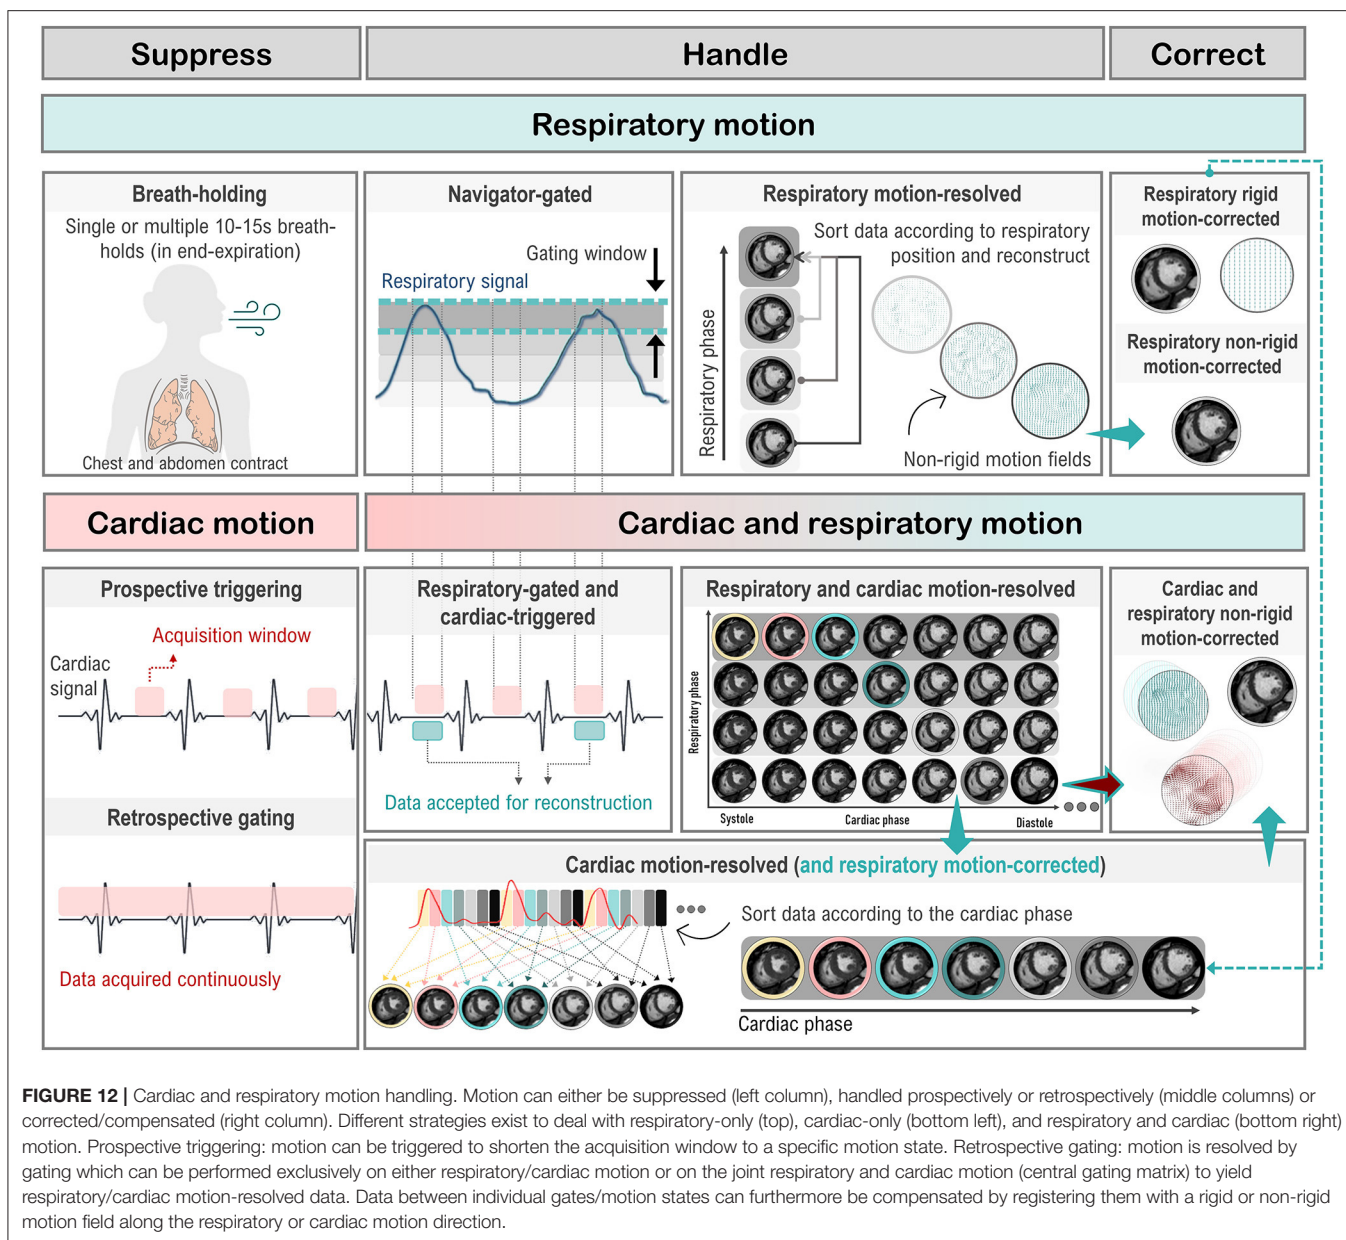 Suppress
Handle
Correct
Respiratory motion
Breath-holding
Single or multiple 10-15s breath-
holds (in end-expiration)
Chest and abdomen contract
Navigator-gated
Gating window
Respiratory signal
Respiratory motion-resolved
Sort data according to respiratory
position and reconstruct
Respiratory phase
Non-rigid motion fields
Respiratory rigid
motion-corrected
Respiratory non-rigid
motion-corrected
Cardiac motion
Cardiac and respiratory motion
Prospective triggering
Acquisition window
Cardiac
signal
Retrospective gating
Data acquired continuously
Respiratory-gated and
cardiac-triggered
Data accepted for reconstruction
Respiratory and cardiac motion-resolved
Respiratory phase
Systole
Cardiac phase
Diastole
Cardiac and
respiratory non-rigid
motion-corrected
Cardiac motion-resolved (and respiratory motion-corrected)
Sort data according to the cardiac phase
Cardiac phase
FIGURE 12 | Cardiac and respiratory motion handling. Motion can either be suppressed (left column), handled prospectively or retrospectively (middle columns) or
corrected/compensated (right column). Different strategies exist to deal with respiratory-only (top), cardiac-only (bottom left), and respiratory and cardiac (bottom right)
motion. Prospective triggering: motion can be triggered to shorten the acquisition window to a specific motion state. Retrospective gating: motion is resolved by
gating which can be performed exclusively on either respiratory/cardiac motion or on the joint respiratory and cardiac motion (central gating matrix) to yield
respiratory/cardiac motion-resolved data. Data between individual gates/motion states can furthermore be compensated by registering them with a rigid or non-rigid
motion field along the respiratory or cardiac motion direction.